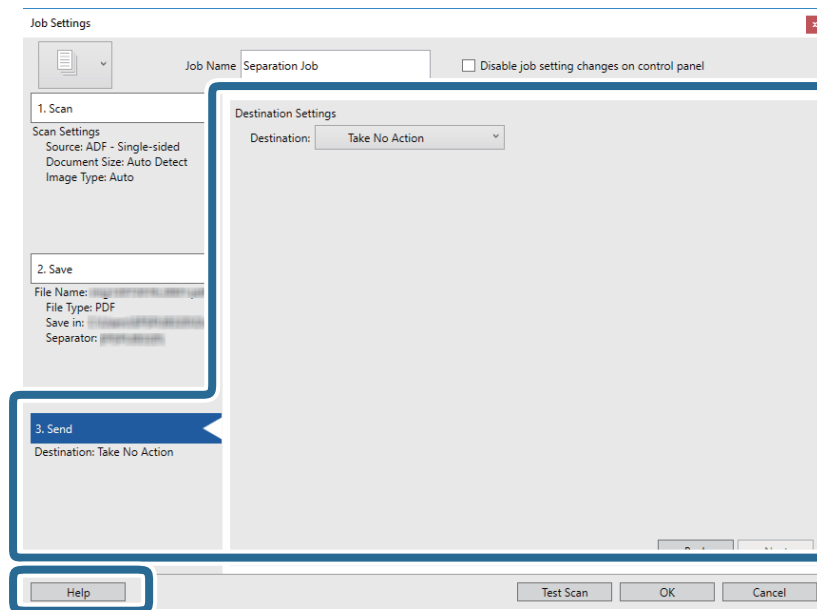 Job Settings
Job Name Separation Job
Disable job setting changes on control panel
1. Scan
Scan Settings
Source: ADF - Single-sided
Document Size: Auto Detect
Image Type: Auto
2. Save
File Name:
File Type: PDF
Save in:
Separator:
3. Send
Destination: Take No Action
Destination Settings
Destination: Take No Action
Help
Test Scan
OK
Cancel